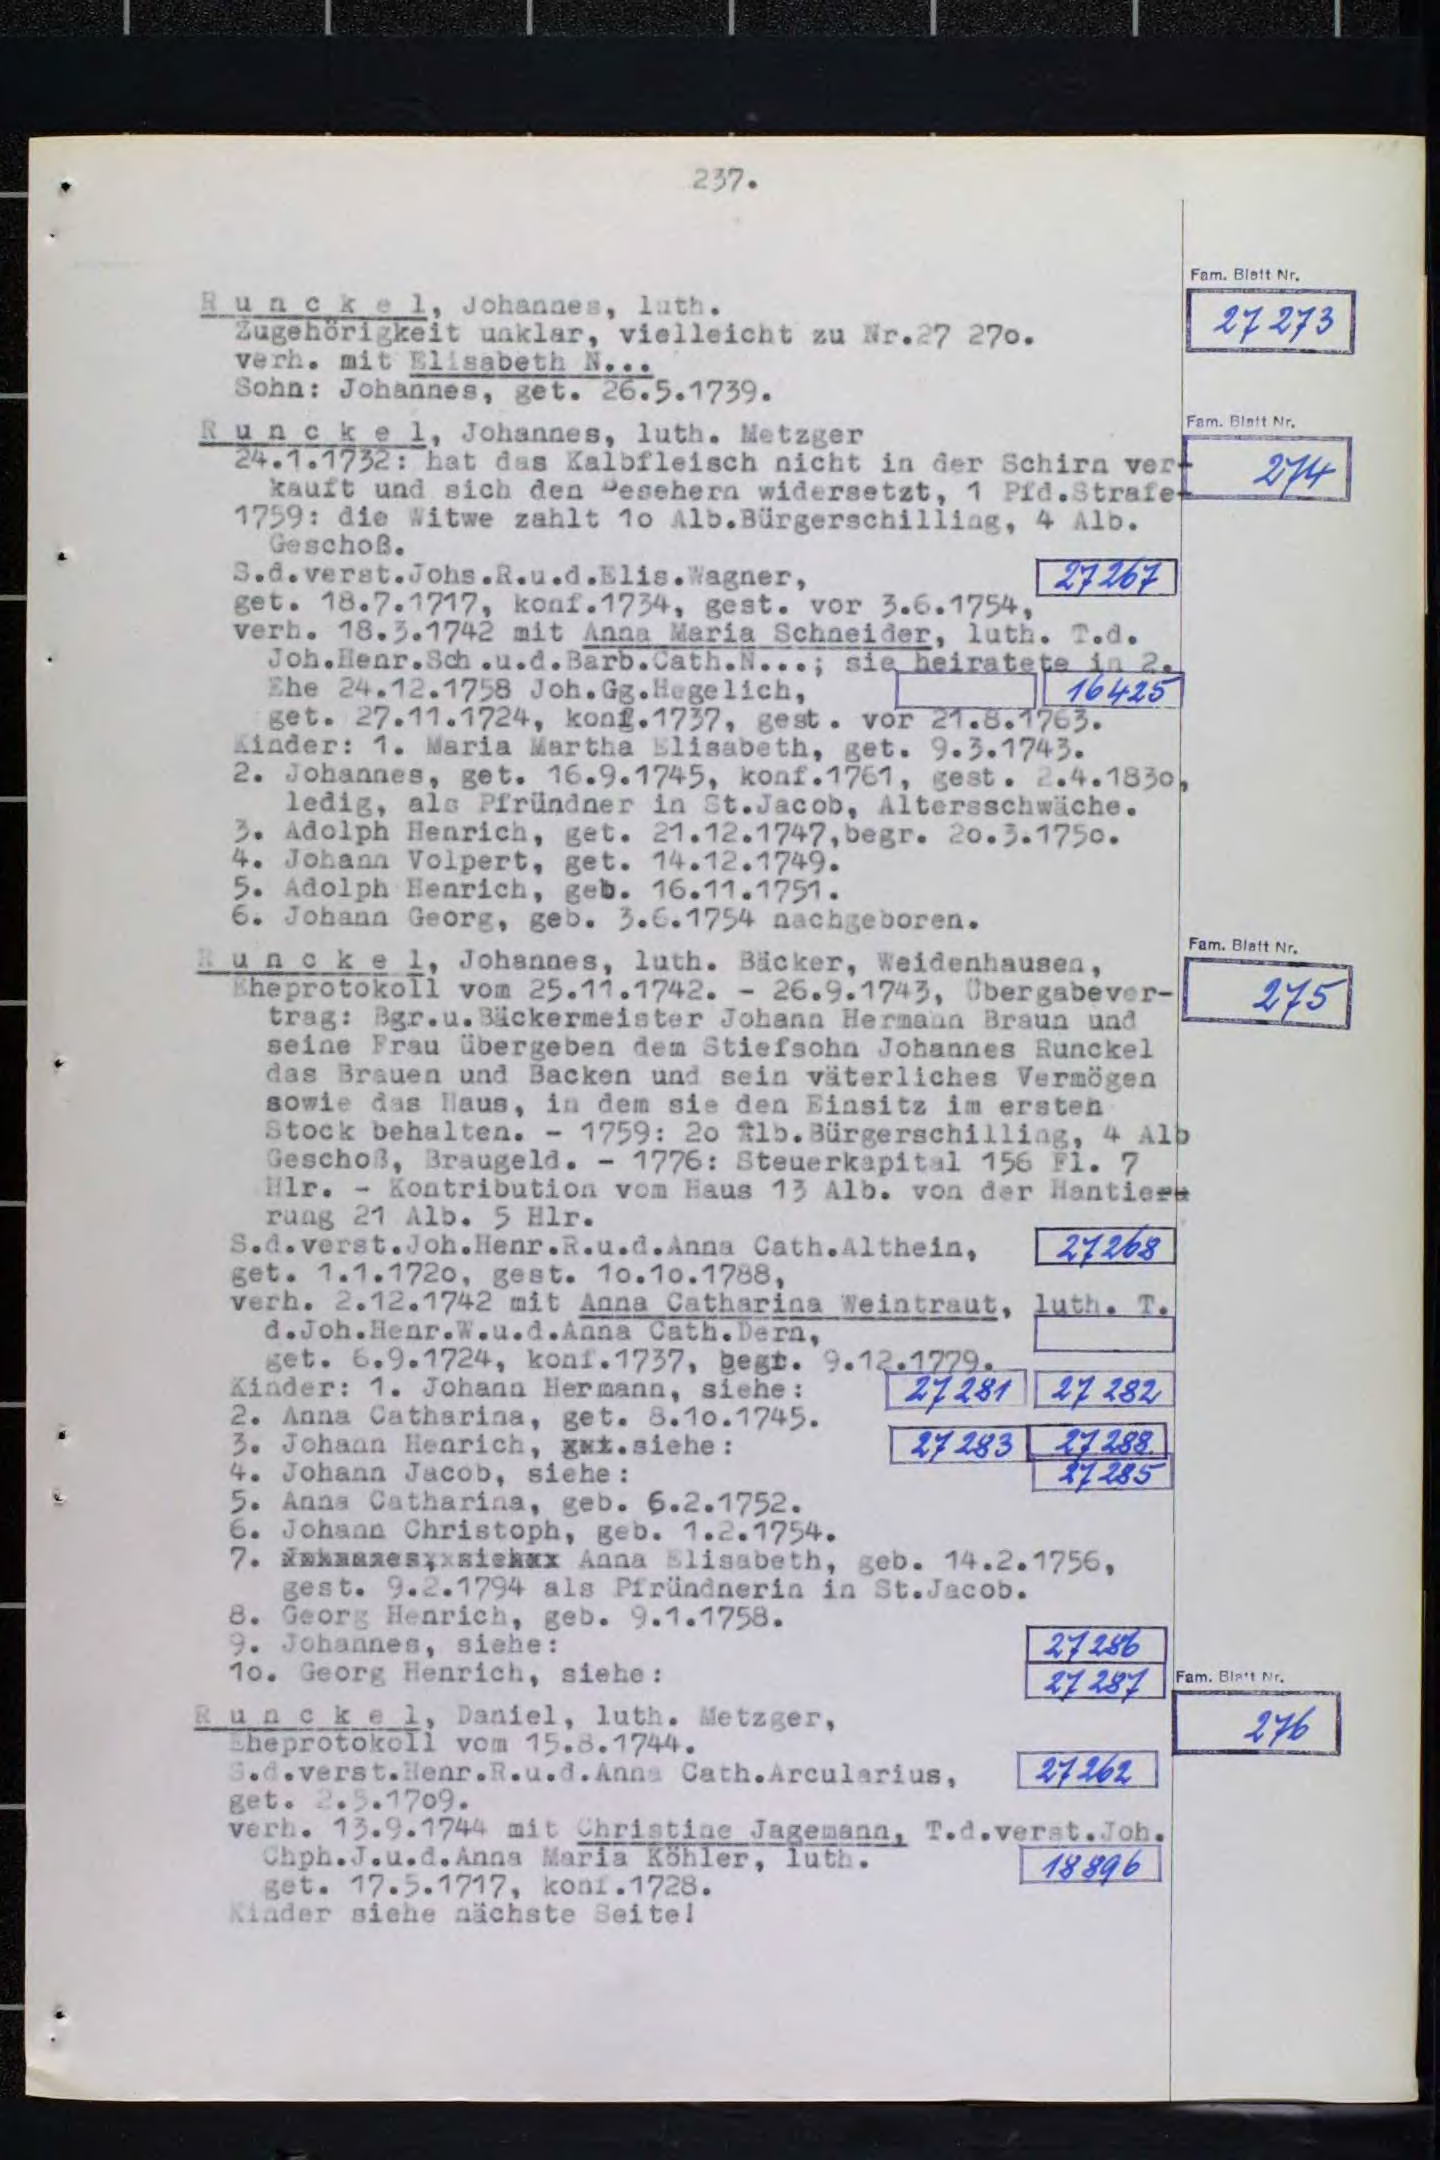 237.
Fam. Blatt Nr.
27 273
R u n c k e l, Johannes, luth.
Zugehörigkeit unklar, vielleicht zu Nr.27 27o.
verh. mit Elisabeth N...
Sohn: Johannes, get. 26.5.1739.
Fam. Blatt Nr.
274
R u n c k e l, Johannes, luth. Metzger
24.1.1732: hat das Kalbfleisch nicht in der Schirn ver-
kauft und sich den Besehern widersetzt, 1 Pfd.Strafe-
1759: die Witwe zahlt 1o Alb.Bürgerschilling, 4 Alb.
Geschoß.
S.d.verst.Johs.R.u.d.Elis.Wagner, 27267
get. 18.7.1717, konf.1734, gest. vor 3.6.1754,
verh. 18.3.1742 mit Anna Maria Schneider, luth. T.d.
Joh.Henr.Sch.u.d.Barb.Cath.N...; sie heiratete in 2.
Ehe 24.12.1758 Joh.Gg.Hegelich, 16425
get. 27.11.1724, konf.1737, gest. vor 21.8.1763.
Kinder: 1. Maria Martha Elisabeth, get. 9.3.1743.
2. Johannes, get. 16.9.1745, konf.1761, gest. 2.4.183o,
ledig, als Pfründner in St.Jacob, Altersschwäche.
3. Adolph Henrich, get. 21.12.1747,begr. 2o.3.175o.
4. Johann Volpert, get. 14.12.1749.
5. Adolph Henrich, geb. 16.11.1751.
6. Johann Georg, geb. 3.6.1754 nachgeboren.
Fam. Blatt Nr.
275
R u n c k e l, Johannes, luth. Bäcker, Weidenhausen,
Eheprotokoll vom 25.11.1742. - 26.9.1743, Übergabever-
trag: Bgr.u.Bäckermeister Johann Hermann Braun und
seine Frau übergeben dem Stiefsohn Johannes Runckel
das Brauen und Backen und sein väterliches Vermögen
sowie das Haus, in dem sie den Einsitz im ersten
Stock behalten. - 1759: 2o Alb.Bürgerschilling, 4 Alb
Geschoß, Braugeld. - 1776: Steuerkapital 156 Fl. 7
Hlr. - Kontribution vom Haus 13 Alb. von der Hantie-
rung 21 Alb. 5 Hlr.
S.d.verst.Joh.Henr.R.u.d.Anna Cath.Althein, 27268
get. 1.1.172o, gest. 1o.1o.1788,
verh. 2.12.1742 mit Anna Catharina Weintraut, luth. T.
d.Joh.Henr.W.u.d.Anna Cath.Dern,
get. 6.9.1724, konf.1737, begr. 9.12.1779.
Kinder: 1. Johann Hermann, siehe: 27281 27 282
2. Anna Catharina, get. 8.1o.1745.
3. Johann Henrich, siehe: 27 283 27 288
4. Johann Jacob, siehe: 27285
5. Anna Catharina, geb. 6.2.1752.
6. Johann Christoph, geb. 1.2.1754.
7. Anna Elisabeth, geb. 14.2.1756,
gest. 9.2.1794 als Pfründnerin in St.Jacob.
8. Georg Henrich, geb. 9.1.1758.
9. Johannes, siehe: 27286
1o. Georg Henrich, siehe: 27 287
Fam. Blatt Nr.
276
R u n c k e l, Daniel, luth. Metzger,
Eheprotokoll vom 15.8.1744.
S.d.verst.Henr.R.u.d.Anna Cath.Arcularius, 27262
get. 2.5.17o9.
verh. 13.9.1744 mit Christine Jagemann, T.d.verst.Joh.
Chph.J.u.d.Anna Maria Köhler, luth. 18896
get. 17.5.1717, konf.1728.
Kinder siehe nächste Seite!